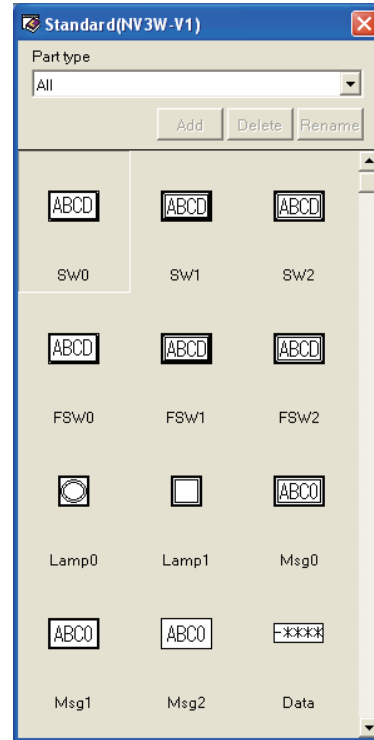 Standard(NV3W-V1)
Part type
All
Add Delete Rename
ABCD ABCD ABCD
SW0 SW1 SW2
ABCD ABCD ABCD
FSW0 FSW1 FSW2
ABC0
Lamp0 Lamp1 Msg0
ABC0 ABC0 -****
Msg1 Msg2 Data